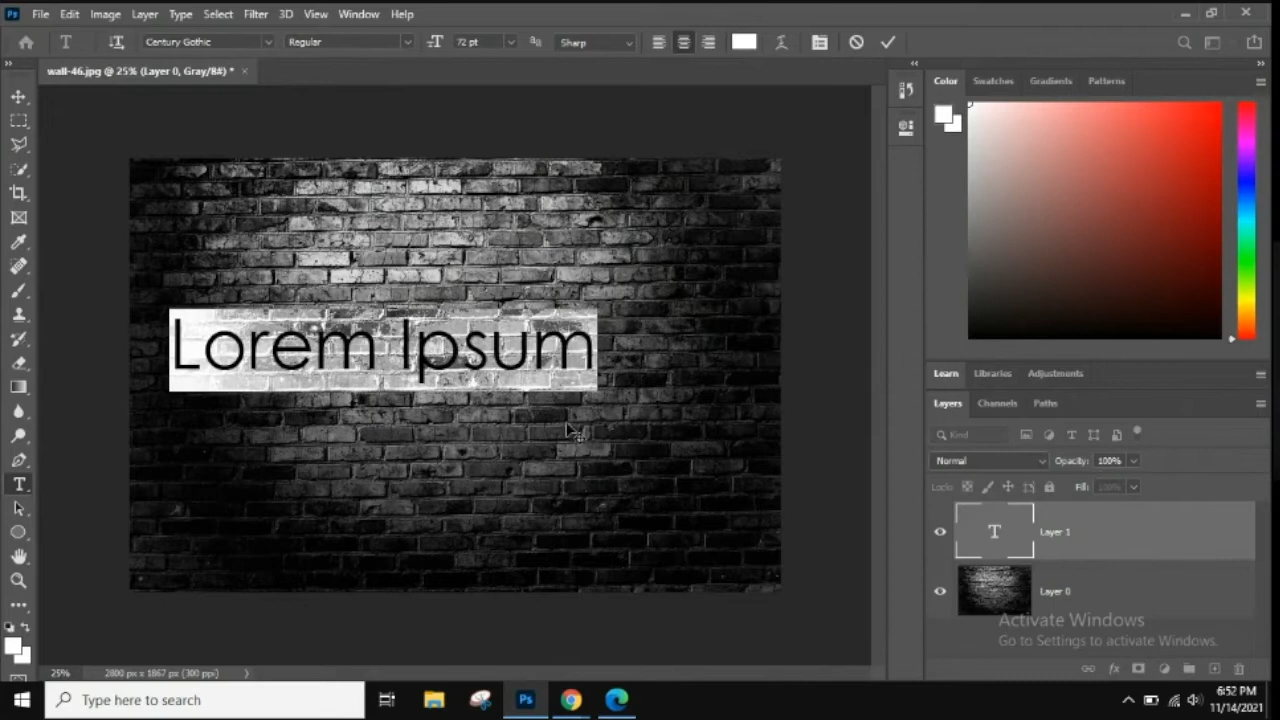 Ps File Edit Image Layer Type Select Filter 3D View Window Help
T Century Gothic Regular 72 pt Sharp
wall-46.jpg @ 25% (Layer 0, Gray/8#) * ×
Color Swatches Gradients Patterns
Lorem Ipsum
Learn Libraries Adjustments
Layers Channels Paths
Kind
Normal Opacity: 100%
Lock: Fill: 100%
T Layer 1
Layer 0
Activate Windows
Go to Settings to activate Windows.
25% 2800 px x 1867 px (300 ppi)
Type here to search
Ps
6:52 PM
11/14/2021